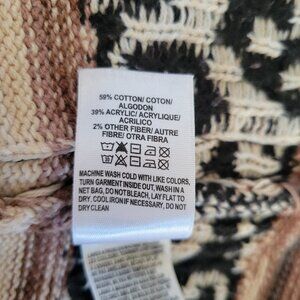 59% COTTON/ COTON/
ALGODON
39% ACRYLIC/ ACRYLIQUE/
ACRILICO
2% OTHER FIBER/ AUTRE
FIBRE/ OTRA FIBRA
MACHINE WASH COLD WITH LIKE COLORS,
TURN GARMENT INSIDE OUT, WASH IN A
NET BAG, DO NOT BLEACH, LAY FLAT TO
DRY, COOL IRON IF NECESSARY, DO NOT
DRY CLEAN